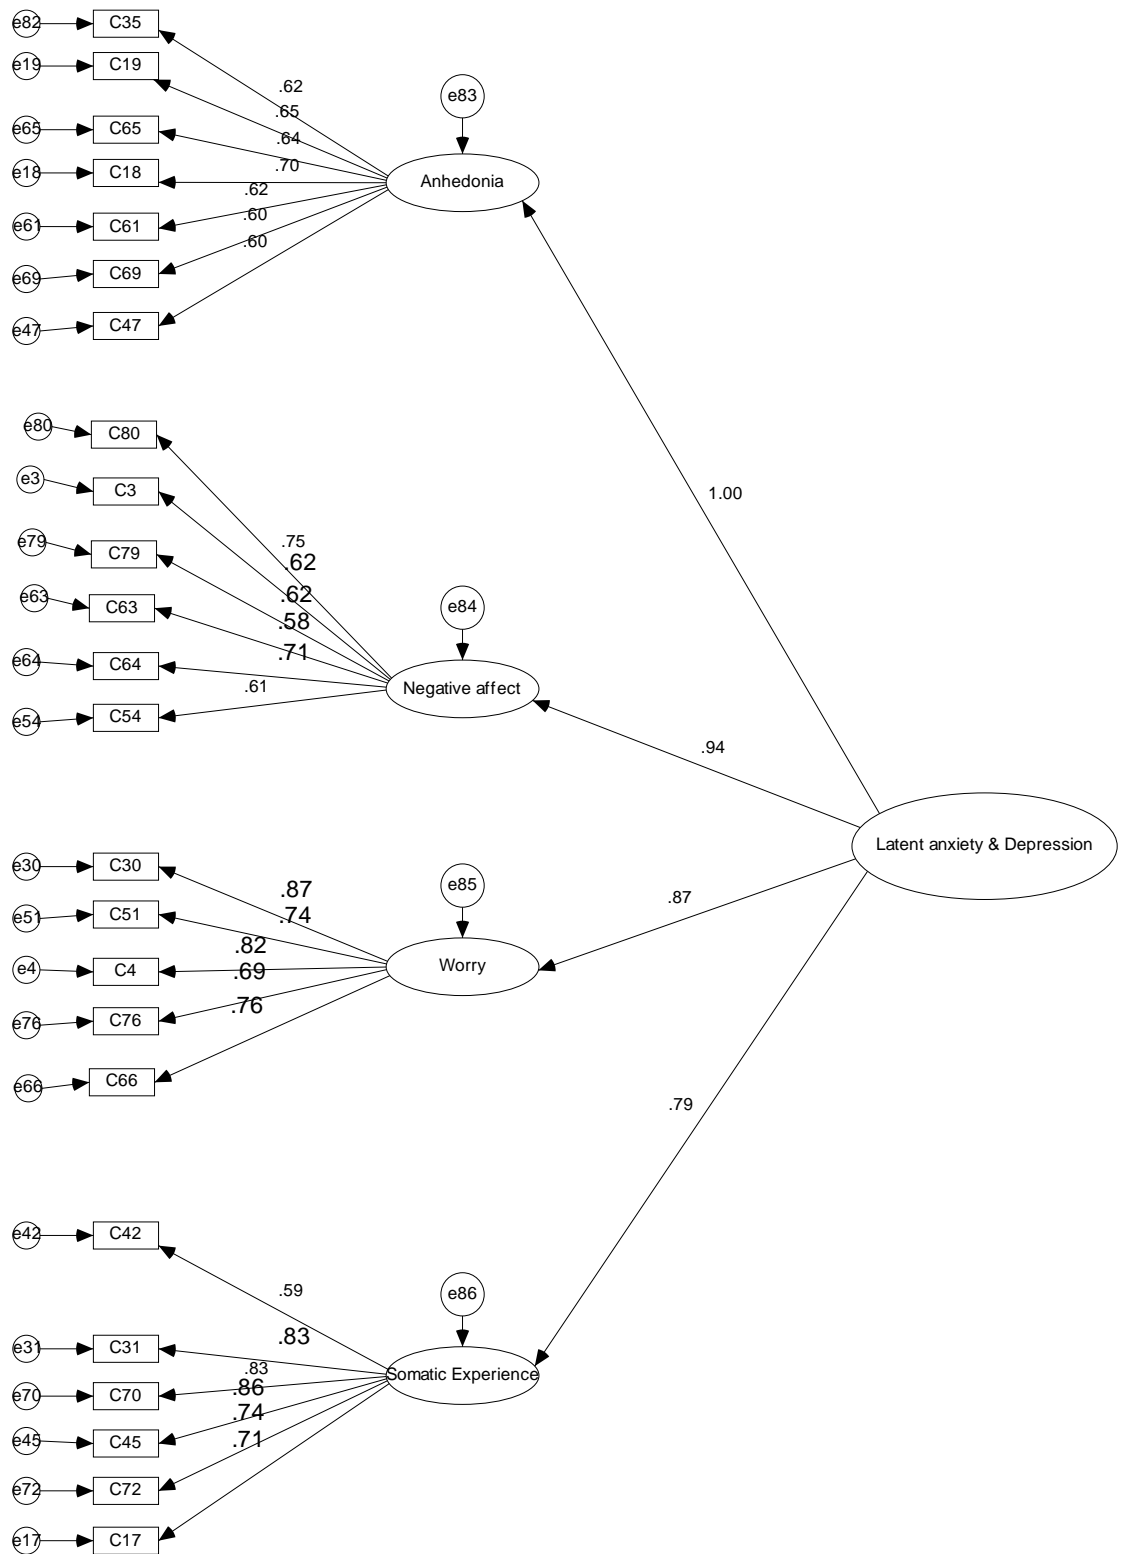 e82 C35
e19 C19
.62
e83
.65
e65 C65
.64
e18 C18
.70
Anhedonia
.62
e61 C61
.60
.60
e69 C69
e47 C47
e80 C80
e3 C3
1.00
e79 C79
.75
.62
e63 C63
.62
e84
.58
e64 C64
.71
.61
Negative affect
e54 C54
.94
Latent anxiety & Depression
e30 C30
.87
e85
.87
e51 C51
.74
.82
e4 C4
.69
Worry
.76
e76 C76
e66 C66
.79
e42 C42
.59
e86
.83
e31 C31
.83
Somatic Experience
e70 C70
.86
.74
e45 C45
.71
e72 C72
e17 C17